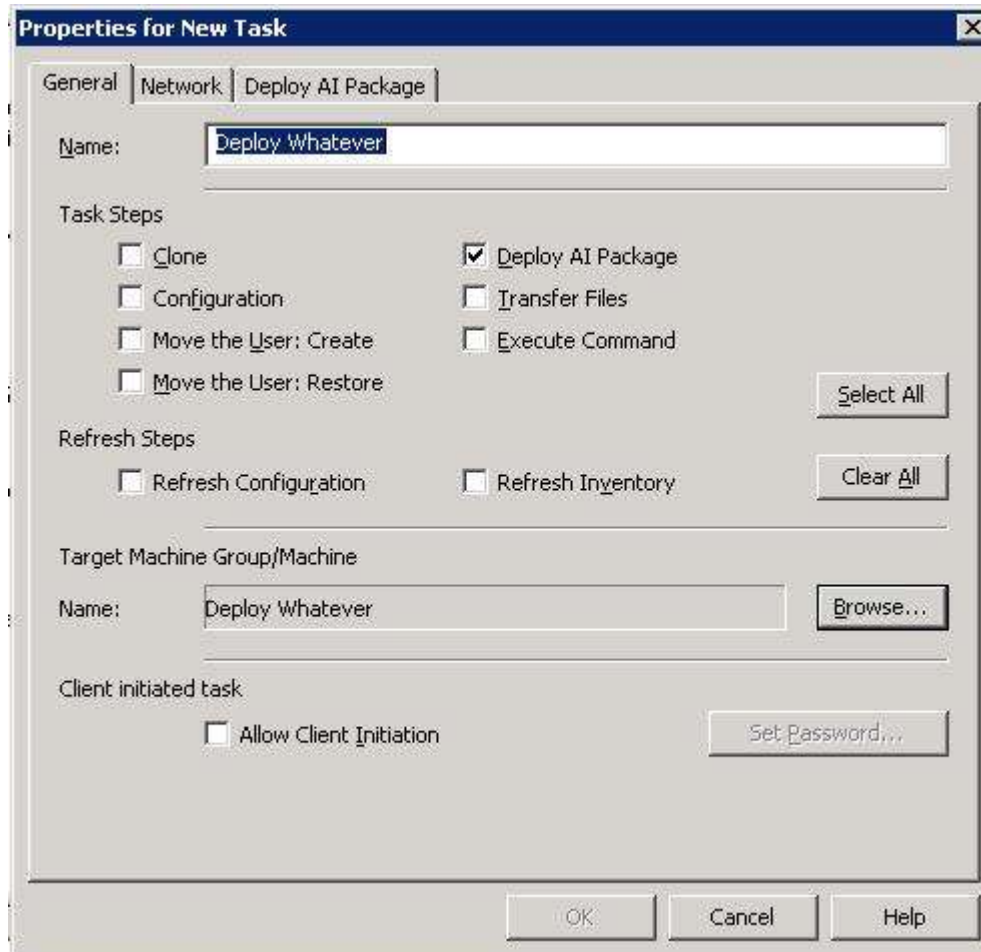 Properties for New Task
General Network Deploy AI Package
Name: Deploy Whatever
Task Steps
Clone Deploy AI Package
Configuration Transfer Files
Move the User: Create Execute Command
Move the User: Restore
Select All
Refresh Steps
Refresh Configuration Refresh Inventory Clear All
Target Machine Group/Machine
Name: Deploy Whatever Browse...
Client initiated task
Allow Client Initiation Set Password...
OK Cancel Help